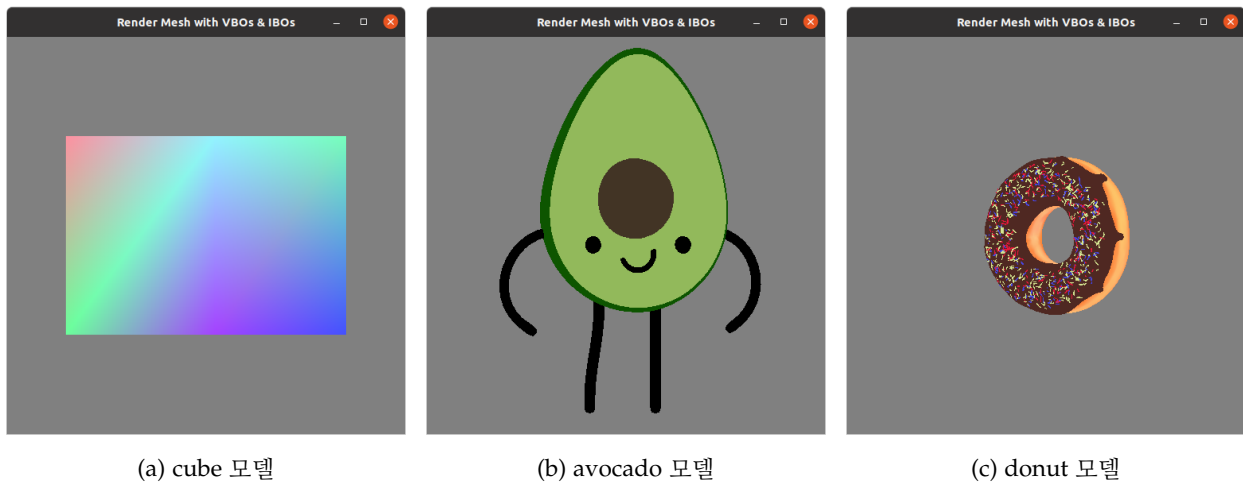 Render Mesh with VBOs & IBOs
Render Mesh with VBOs & IBOs
Render Mesh with VBOs & IBOs
(a) cube 모델
(b) avocado 모델
(c) donut 모델